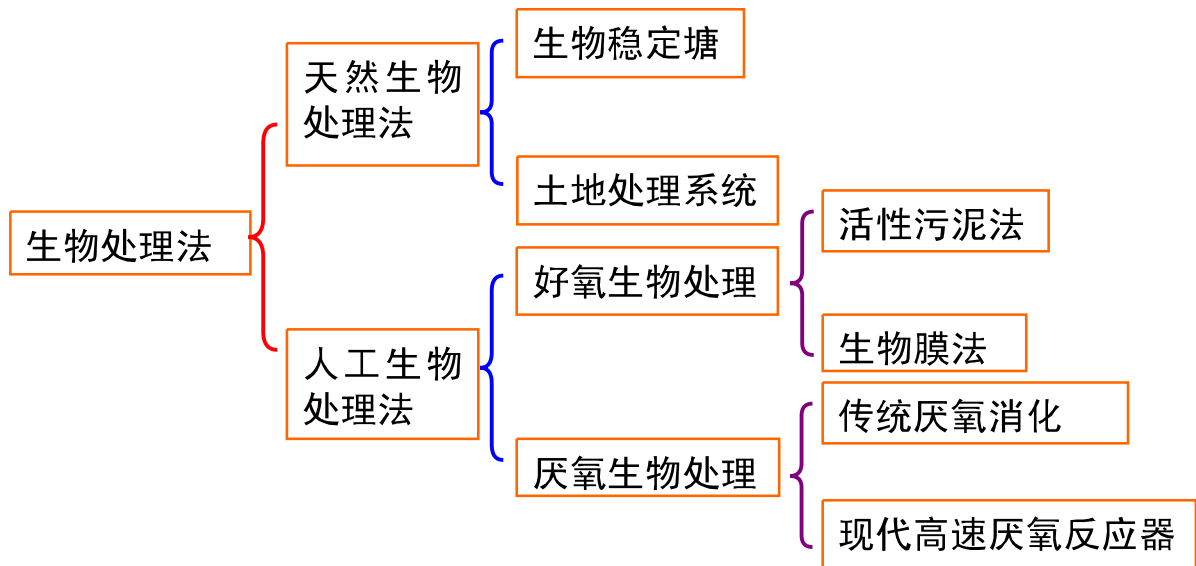 生物处理法
天然生物
处理法
生物稳定塘
土地处理系统
人工生物
处理法
好氧生物处理
活性污泥法
生物膜法
厌氧生物处理
传统厌氧消化
现代高速厌氧反应器